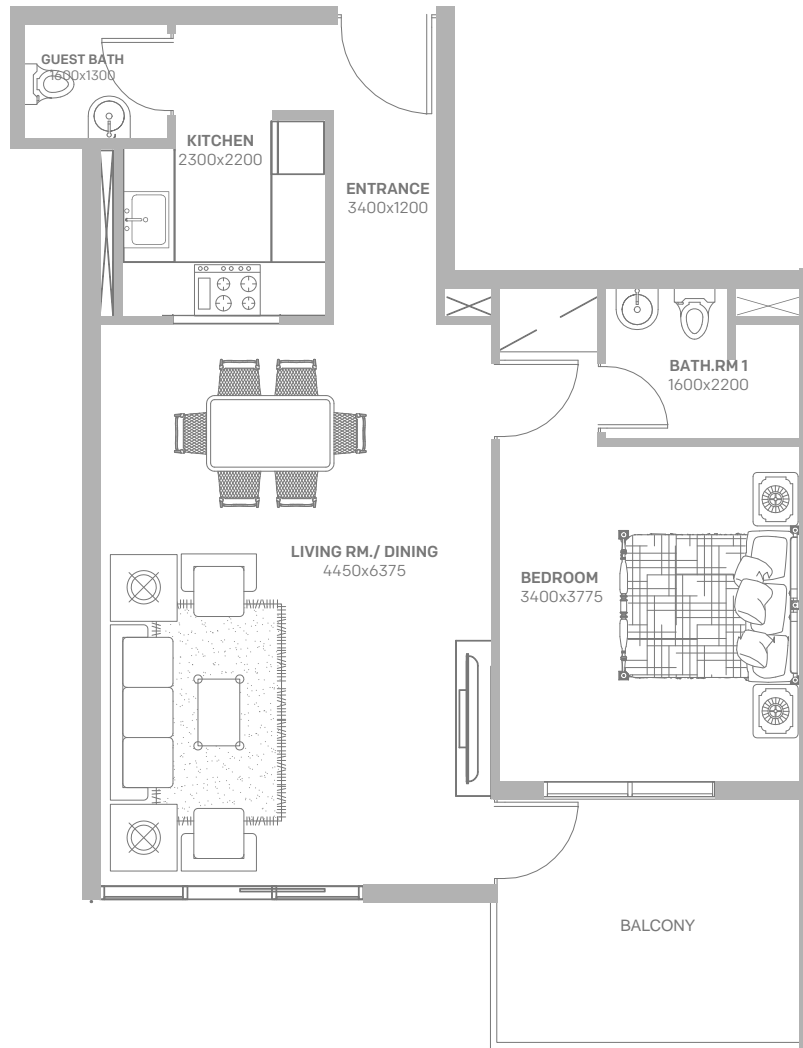 GUEST BATH
1600x1300
KITCHEN
2300x2200
ENTRANCE
3400x1200
BATH.RM 1
1600x2200
LIVING RM./ DINING
4450x6375
BEDROOM
3400x3775
BALCONY